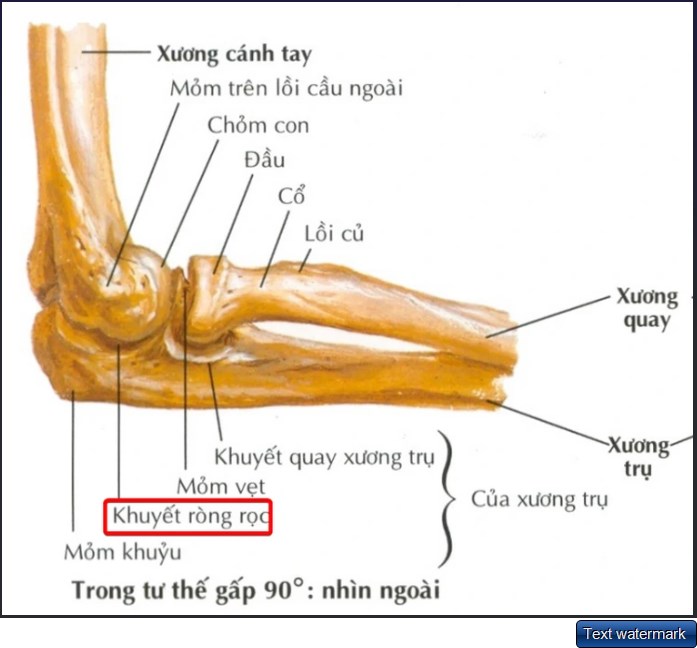 Xương cánh tay
Mỏm trên lồi cầu ngoài
Chỏm con
Đầu
Cổ
Lồi củ
Xương
quay
Xương
trụ
Khuyết quay xương trụ
Mỏm vẹt
Khuyết ròng rọc
Mỏm khuỷu
Của xương trụ
Trong tư thế gấp 90°: nhìn ngoài
Text watermark